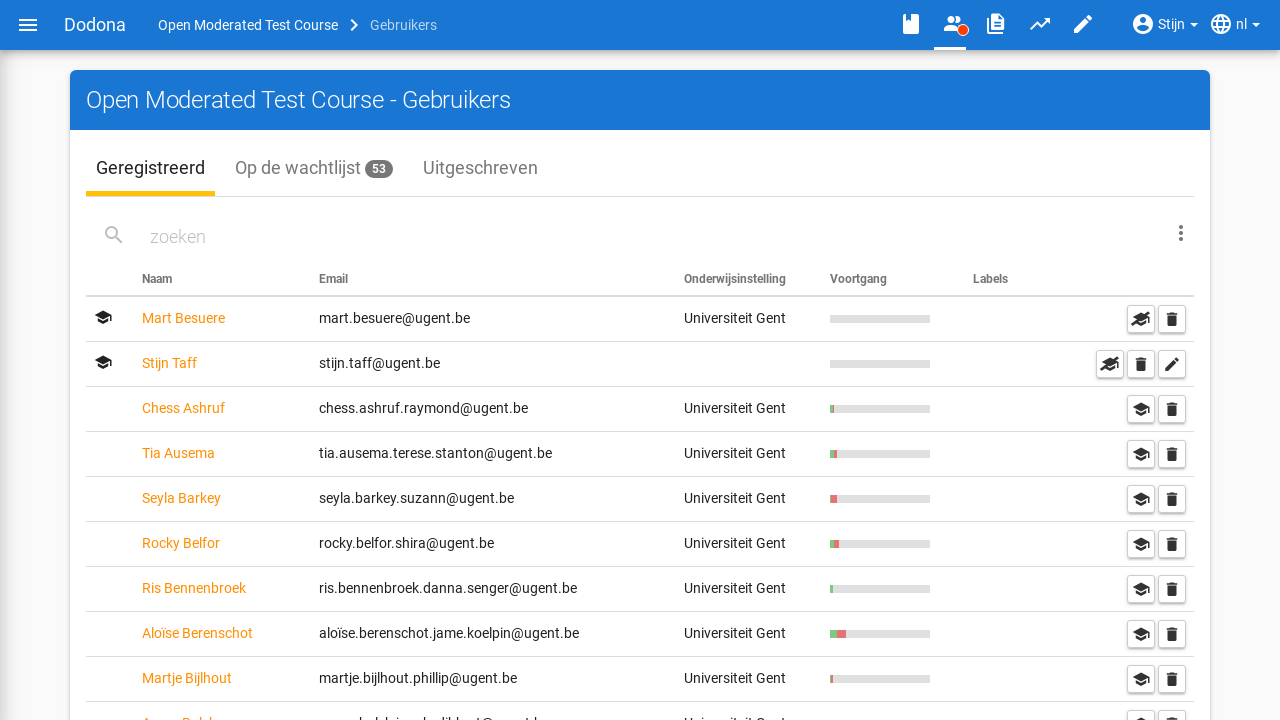 Dodona Open Moderated Test Course Gebruikers Stijn nl
Open Moderated Test Course - Gebruikers
Geregistreerd Op de wachtlijst 53 Uitgeschreven
zoeken
Naam Email Onderwijsinstelling Voortgang Labels
Mart Besuere mart.besuere@ugent.be Universiteit Gent
Stijn Taff stijn.taff@ugent.be
Chess Ashruf chess.ashruf.raymond@ugent.be Universiteit Gent
Tia Ausema tia.ausema.terese.stanton@ugent.be Universiteit Gent
Seyla Barkey seyla.barkey.suzann@ugent.be Universiteit Gent
Rocky Belfor rocky.belfor.shira@ugent.be Universiteit Gent
Ris Bennenbroek ris.bennenbroek.danna.senger@ugent.be Universiteit Gent
Aloïse Berenschot aloïse.berenschot.jame.koelpin@ugent.be Universiteit Gent
Martje Bijlhout martje.bijlhout.phillip@ugent.be Universiteit Gent